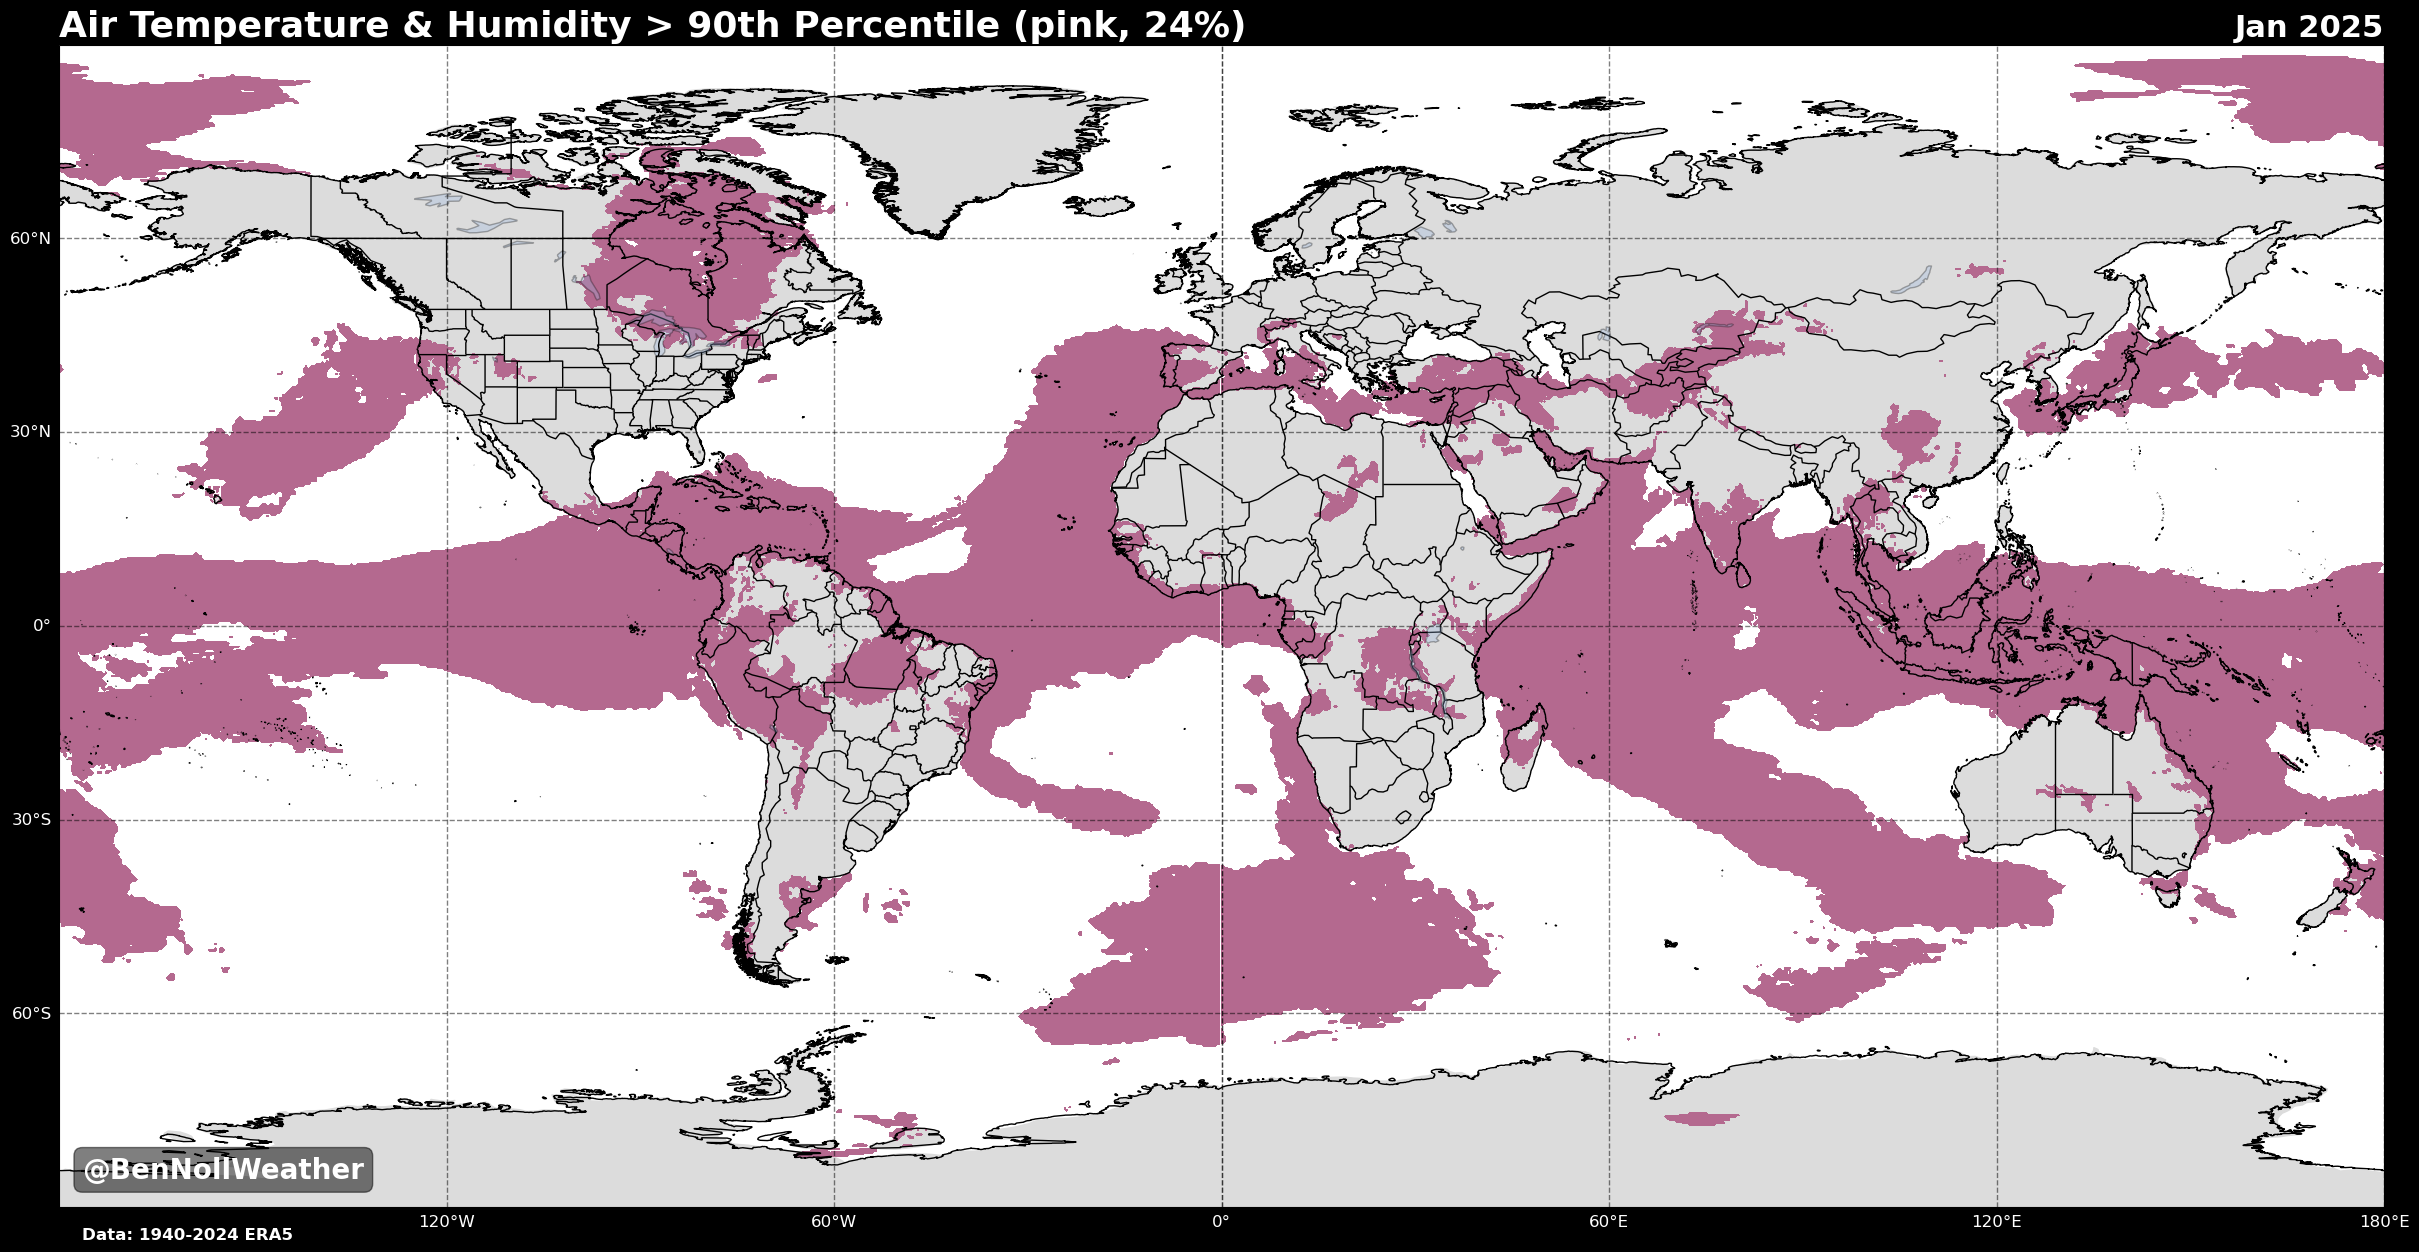 Air Temperature & Humidity > 90th Percentile (pink, 24%)
Jan 2025
60°N
30°N
0°
30°S
60°S
@BenNollWeather
120°W
60°W
0°
60°E
120°E
180°E
Data: 1940-2024 ERA5